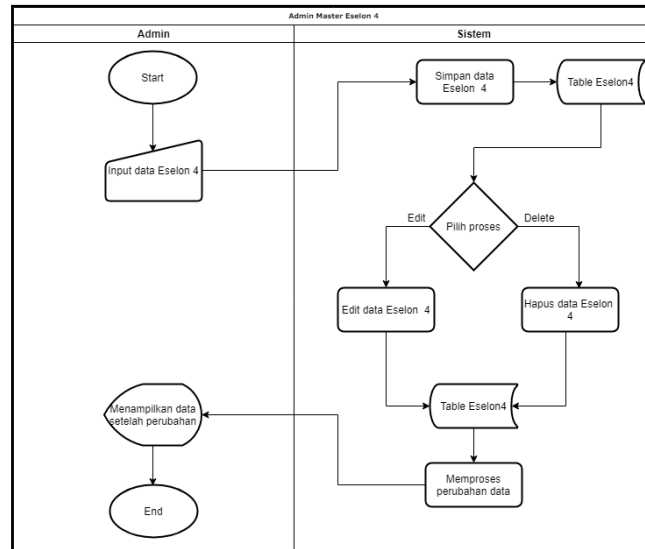 Admin Master Eselon 4
Admin
Sistem
Start
Simpan data
Eselon  4
Table Eselon4
Input data Eselon 4
Pilih proses
Edit
Delete
Edit data Eselon  4
Hapus data Eselon
4
Menampilkan data
setelah perubahan
Table Eselon4
Memproses
perubahan data
End